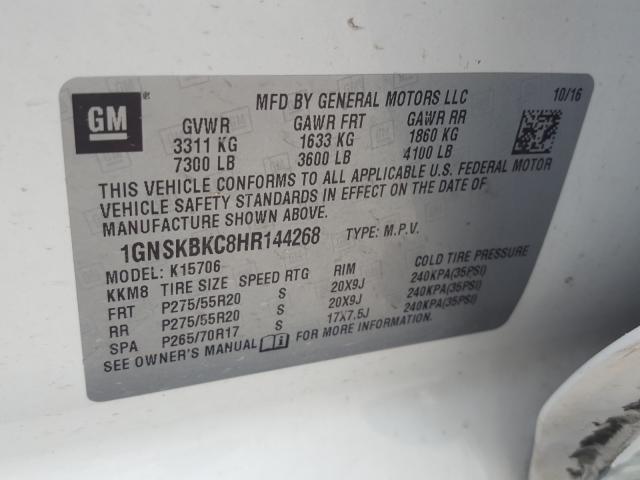 GM
MFD BY GENERAL MOTORS LLC 10/16
GVWR GAWR FRT GAWR RR
3311 KG 1633 KG 1860 KG
7300 LB 3600 LB 4100 LB
THIS VEHICLE CONFORMS TO ALL APPLICABLE U.S. FEDERAL MOTOR
VEHICLE SAFETY STANDARDS IN EFFECT ON THE DATE OF
MANUFACTURE SHOWN ABOVE.
1GNSKBKC8HR144268 TYPE: M.P.V.
MODEL: K15706
KKM8 TIRE SIZE SPEED RTG RIM COLD TIRE PRESSURE
FRT P275/55R20 S 20X9J 240KPA(35PSI)
RR P275/55R20 S 20X9J 240KPA(35PSI)
SPA P265/70R17 S 17X7.5J 240KPA(35PSI)
SEE OWNER'S MANUAL FOR MORE INFORMATION.